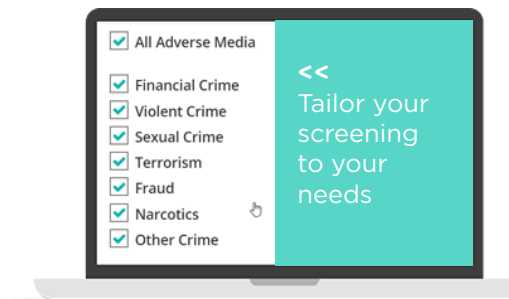 All Adverse Media
Financial Crime
Violent Crime
Sexual Crime
Terrorism
Fraud
Narcotics
Other Crime
<<
Tailor your
screening
to your
needs